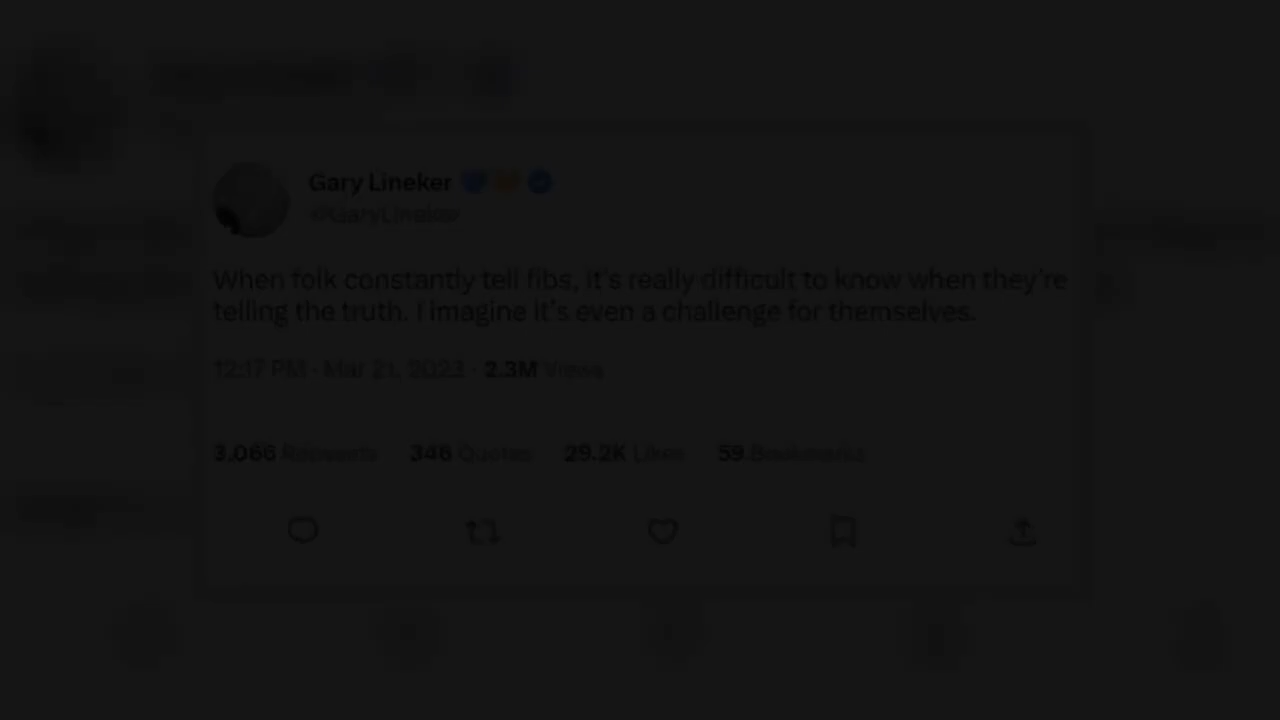 Gary Lineker
@GaryLineker
When folk constantly tell fibs, it's really difficult to know when they're
telling the truth. I imagine it's even a challenge for themselves.
12:17 PM · Mar 21, 2023 · 2.3M Views
3,066 Retweets 346 Quotes 29.2K Likes 59 Bookmarks